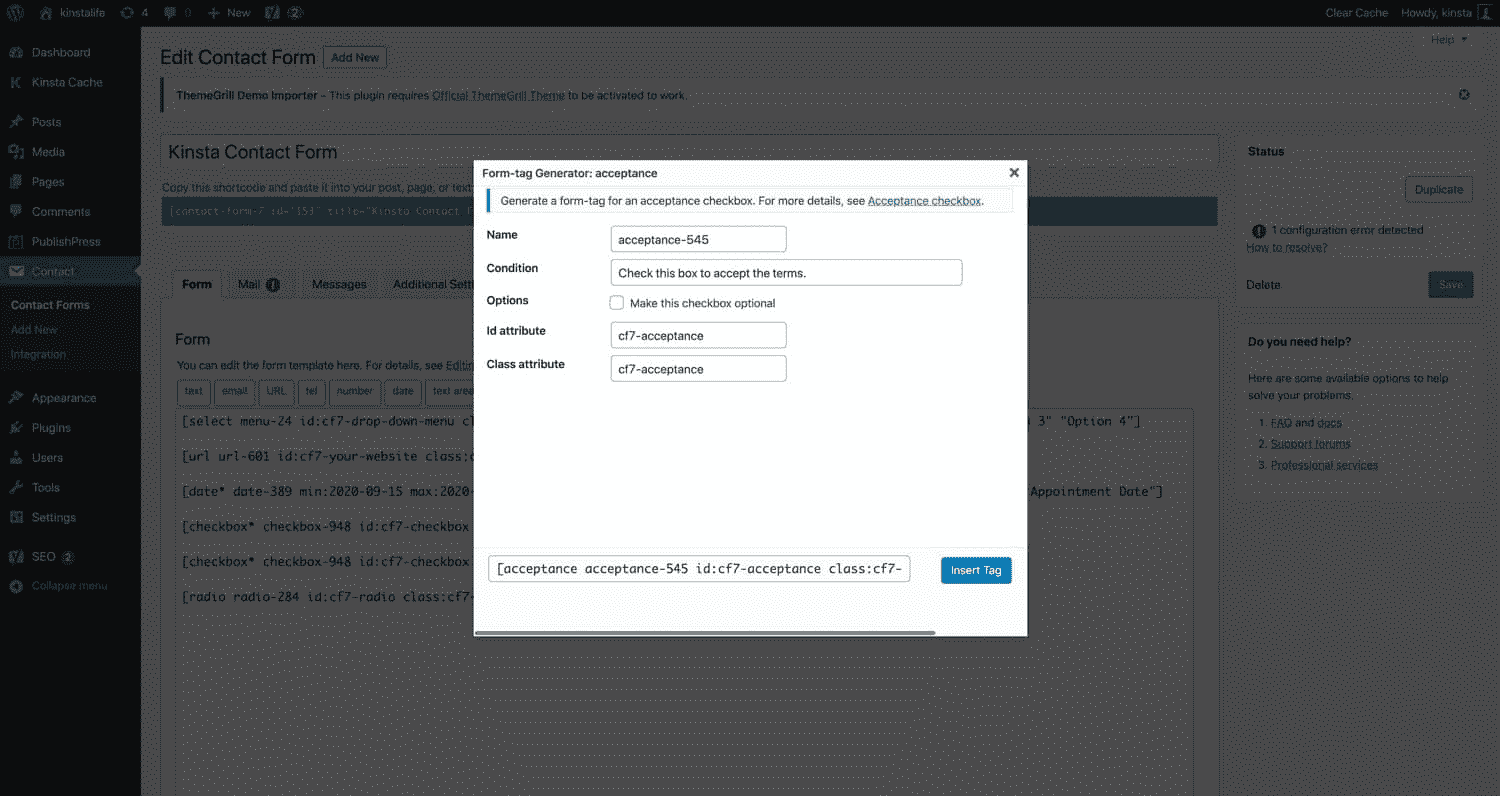 kinstalife 4 0 New 2 Clear Cache Howdy, kinsta
Dashboard
Kinsta Cache
Posts
Media
Pages
Comments
PublishPress
Contact
Contact Forms
Add New
Integration
Appearance
Plugins
Users
Tools
Settings
SEO 2
Collapse menu
Help
Edit Contact Form Add New
ThemeGrill Demo Importer - This plugin requires Official ThemeGrill Theme to be activated to work.
Kinsta Contact Form
Copy this shortcode and paste it into your post, page, or text
[contact-form-7 id="153" title="Kinsta Contact
Form Mail Messages Additional
Form
You can edit the form template here. For details, see
text email URL tel number date text area
[select menu-24 id:cf7-drop-down-menu 3" "Option 4"]
[url url-601 id:cf7-your-website
[date* date-389 min:2020-09-15 max:2020- Appointment Date"]
[checkbox* checkbox-948 id:cf7-checkbox
[checkbox* checkbox-948 id:cf7-checkbox
[radio radio-284 id:cf7-radio class:cf7-
Form-tag Generator: acceptance
Generate a form-tag for an acceptance checkbox. For more details, see Acceptance checkbox.
Name acceptance-545
Condition Check this box to accept the terms.
Options Make this checkbox optional
Id attribute cf7-acceptance
Class attribute cf7-acceptance
[acceptance acceptance-545 id:cf7-acceptance class:cf7- Insert Tag
Status
Duplicate
1 configuration error detected
How to resolve?
Delete Save
Do you need help?
Here are some available options to help
solve your problems.
1. FAQ and docs
2. Support forums
3. Professional services